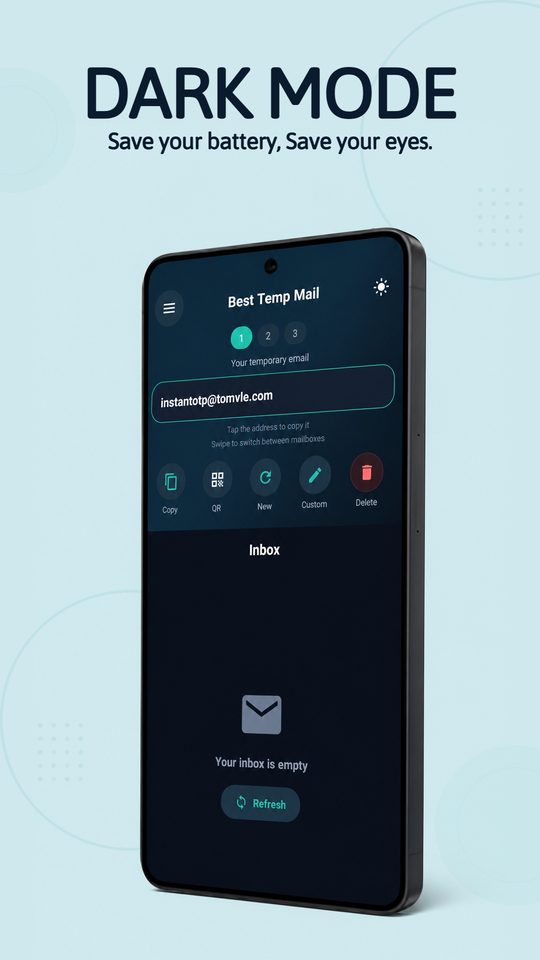 DARK MODE
Save your battery, Save your eyes.
Best Temp Mail
1 2 3
Your temporary email
instantotp@tomvle.com
Tap the address to copy it
Swipe to switch between mailboxes
Copy QR New Custom Delete
Inbox
Your inbox is empty
Refresh